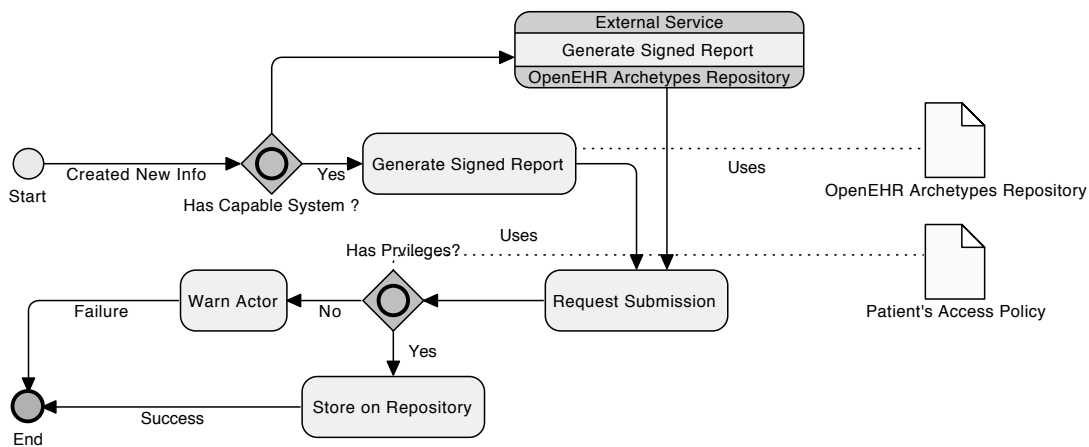 External Service
Generate Signed Report
OpenEHR Archetypes Repository
Created New Info
Start
Yes
Generate Signed Report
Has Capable System ?
Uses
OpenEHR Archetypes Repository
Has Prvileges?
Uses
Warn Actor
No
Request Submission
Failure
Patient's Access Policy
Yes
Store on Repository
Success
End